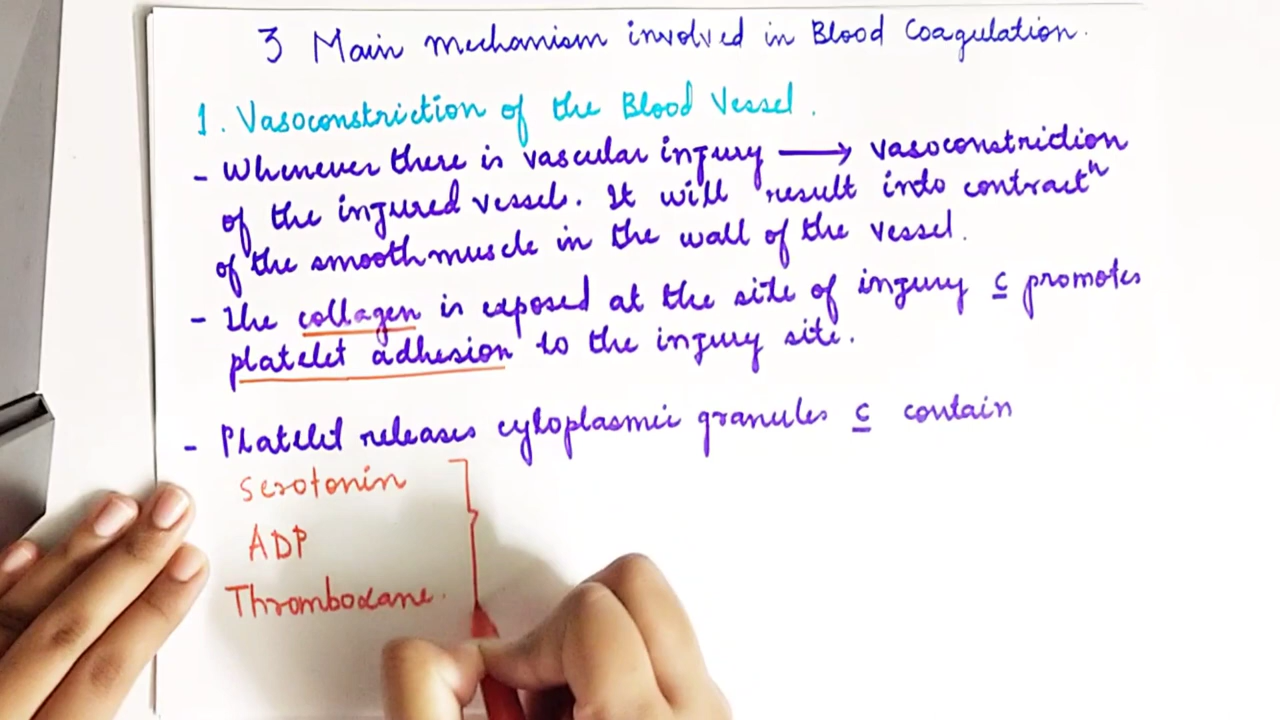 3 Main mechanism involved in Blood Coagulation.
1. Vasoconstriction of the Blood Vessel.
- Whenever there is vascular injury → vasoconstriction
of the injured vessel. It will result into contractⁿ
of the smooth muscle in the wall of the vessel.
- The collagen is exposed at the site of injury c̲ promotes
platelet adhesion to the injury site.
- Platelet releases cytoplasmic granules c̲ contain
Serotonin
ADP
Thromboxane.